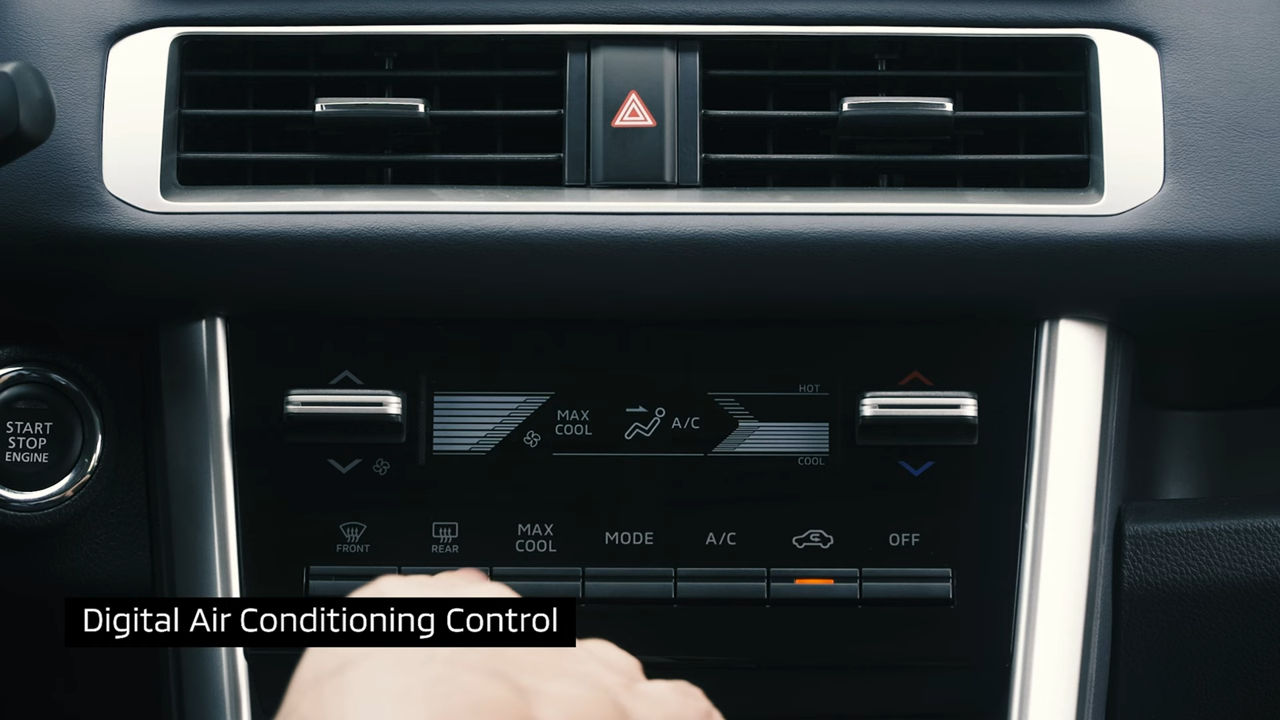 START
STOP
ENGINE
HOT
MAX
COOL
A/C
COOL
FRONT
REAR
MAX
COOL
MODE
A/C
OFF
Digital Air Conditioning Control